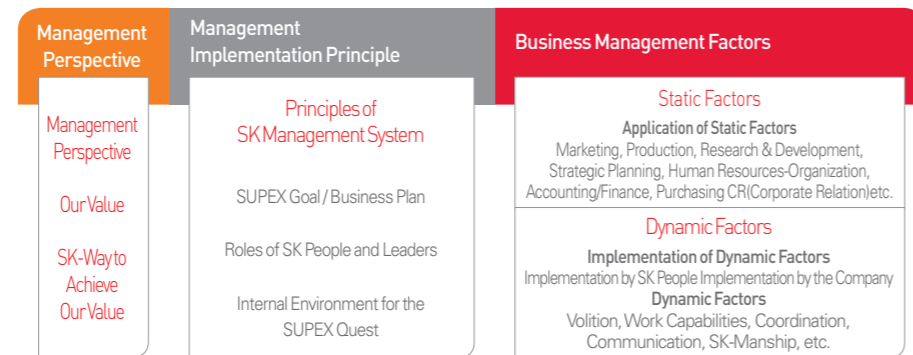 Management
Perspective
Management
Perspective
Our Value
SK-Way to
Achieve
Our Value
Management
Implementation Principle
Principles of
SK Management System
SUPEX Goal / Business Plan
Roles of SK People and Leaders
Internal Environment for the
SUPEX Quest
Business Management Factors
Static Factors
Application of Static Factors
Marketing, Production, Research & Development,
Strategic Planning, Human Resources-Organization,
Accounting/Finance, Purchasing CR(Corporate Relation)etc.
Dynamic Factors
Implementation of Dynamic Factors
Implementation by SK People Implementation by the Company
Dynamic Factors
Volition, Work Capabilities, Coordination,
Communication, SK-Manship, etc.